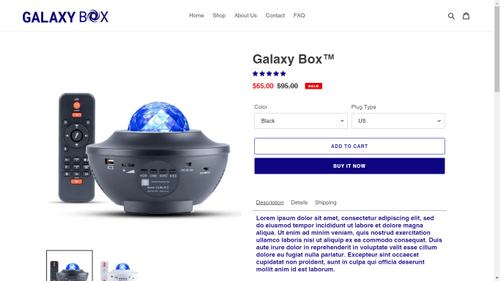 GALAXY BOX
Home Shop About Us Contact FAQ
Galaxy Box™
$65.00 $95.00 SALE
Color Plug Type
Black US
ADD TO CART
BUY IT NOW
Description Details Shipping
Lorem ipsum dolor sit amet, consectetur adipiscing elit, sed
do eiusmod tempor incididunt ut labore et dolore magna
aliqua. Ut enim ad minim veniam, quis nostrud exercitation
ullamco laboris nisi ut aliquip ex ea commodo consequat. Duis
aute irure dolor in reprehenderit in voluptate velit esse cillum
dolore eu fugiat nulla pariatur. Excepteur sint occaecat
cupidatat non proident, sunt in culpa qui officia deserunt
mollit anim id est laborum.